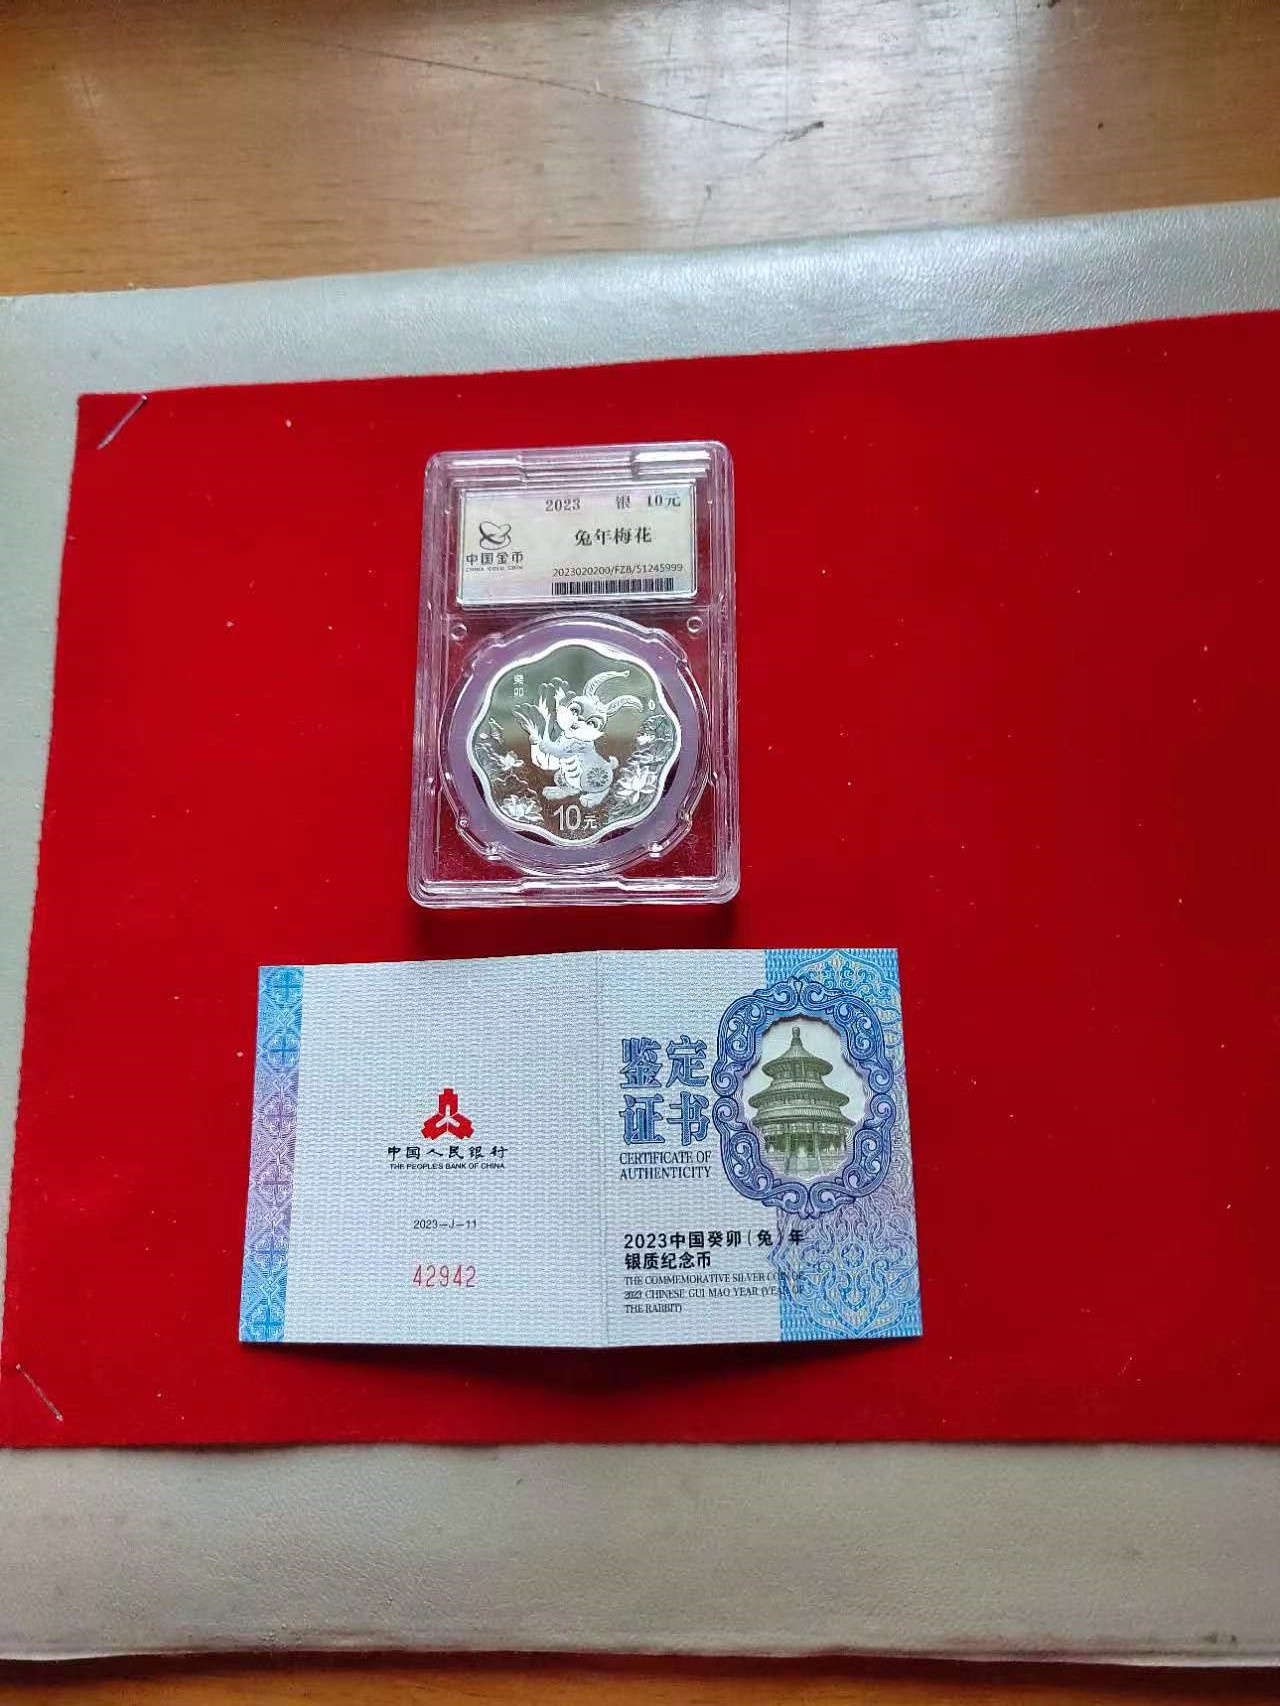 2023 银 10元
兔年梅花
中国金币
CHINA GOLD COIN
2023020200/FZB/51245999
癸卯
10元
中国人民银行
THE PEOPLE'S BANK OF CHINA
2023-J-11
42942
鉴定
证书
CERTIFICATE OF
AUTHENTICITY
2023中国癸卯(兔)年
银质纪念币
THE COMMEMORATIVE SILVER COIN OF
2023 CHINESE GUI MAO YEAR (YEAR OF
THE RABBIT)